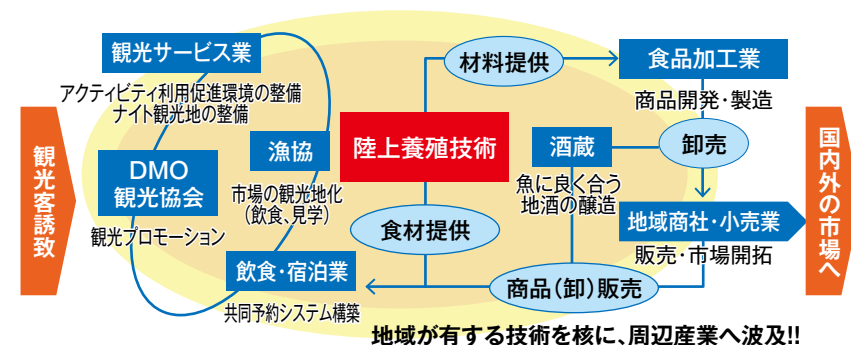 観光客誘致
観光サービス業
アクティビティ利用促進環境の整備
ナイト観光地の整備
DMO
観光協会
観光プロモーション
漁協
市場の観光地化
(飲食、見学)
飲食・宿泊業
共同予約システム構築
陸上養殖技術
材料提供
食材提供
食品加工業
商品開発・製造
酒蔵
魚に良く合う
地酒の醸造
卸売
地域商社・小売業
販売・市場開拓
商品(卸)販売
国内外の市場へ
地域が有する技術を核に、周辺産業へ波及!!